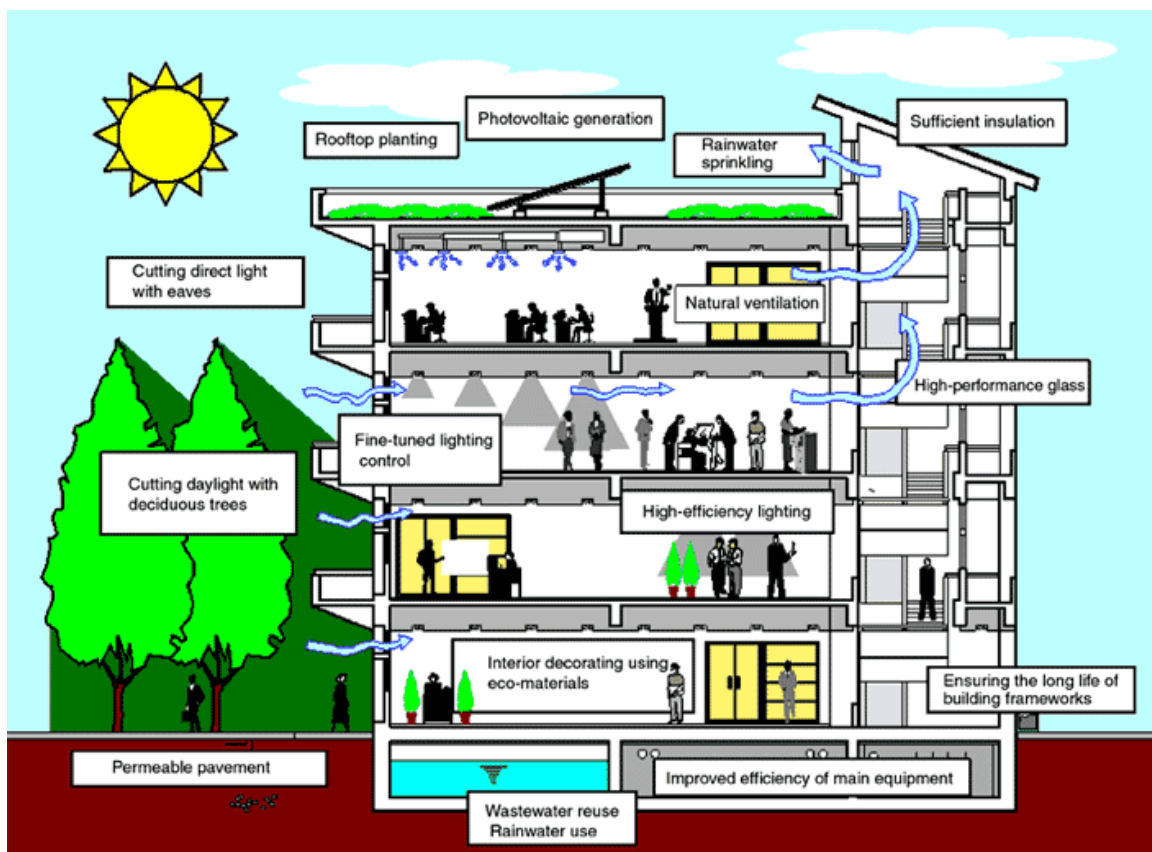 Photovoltaic generation
Sufficient insulation
Rooftop planting
Rainwater
sprinkling
Cutting direct light
with eaves
Natural ventilation
High-performance glass
Fine-tuned lighting
control
Cutting daylight with
deciduous trees
High-efficiency lighting
Interior decorating using
eco-materials
Ensuring the long life of
building frameworks
Permeable pavement
Improved efficiency of main equipment
Wastewater reuse
Rainwater use